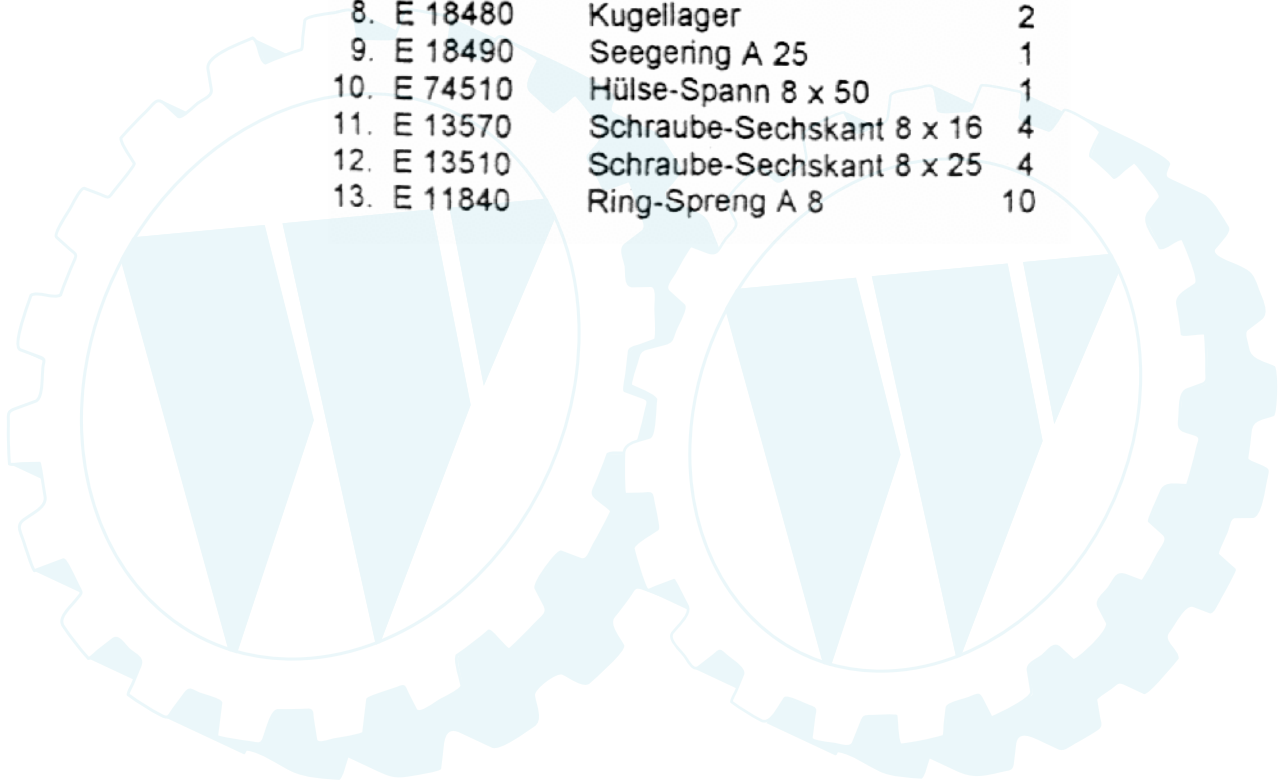 8. E 18480 Kugellager 2
9. E 18490 Seegering A 25 1
10. E 74510 Hülse-Spann 8 x 50 1
11. E 13570 Schraube-Sechskant 8 x 16 4
12. E 13510 Schraube-Sechskant 8 x 25 4
13. E 11840 Ring-Spreng A 8 10